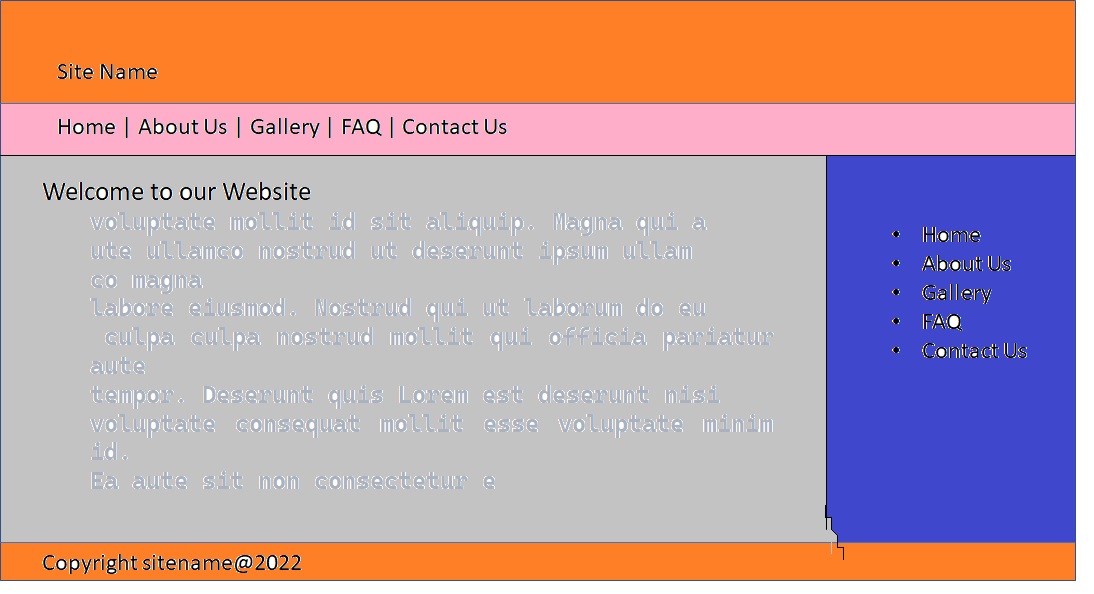 Site Name
Home | About Us | Gallery | FAQ | Contact Us
Welcome to our Website
voluptate mollit id sit aliquip. Magna qui a
ute ullamco nostrud ut deserunt ipsum ullam
co magna
labore eiusmod. Nostrud qui ut laborum do eu
culpa culpa nostrud mollit qui officia pariatur
aute
tempor. Deserunt quis Lorem est deserunt nisi
voluptate consequat mollit esse voluptate minim
id.
Ea aute sit non consectetur e
• Home
• About Us
• Gallery
• FAQ
• Contact Us
Copyright sitename@2022